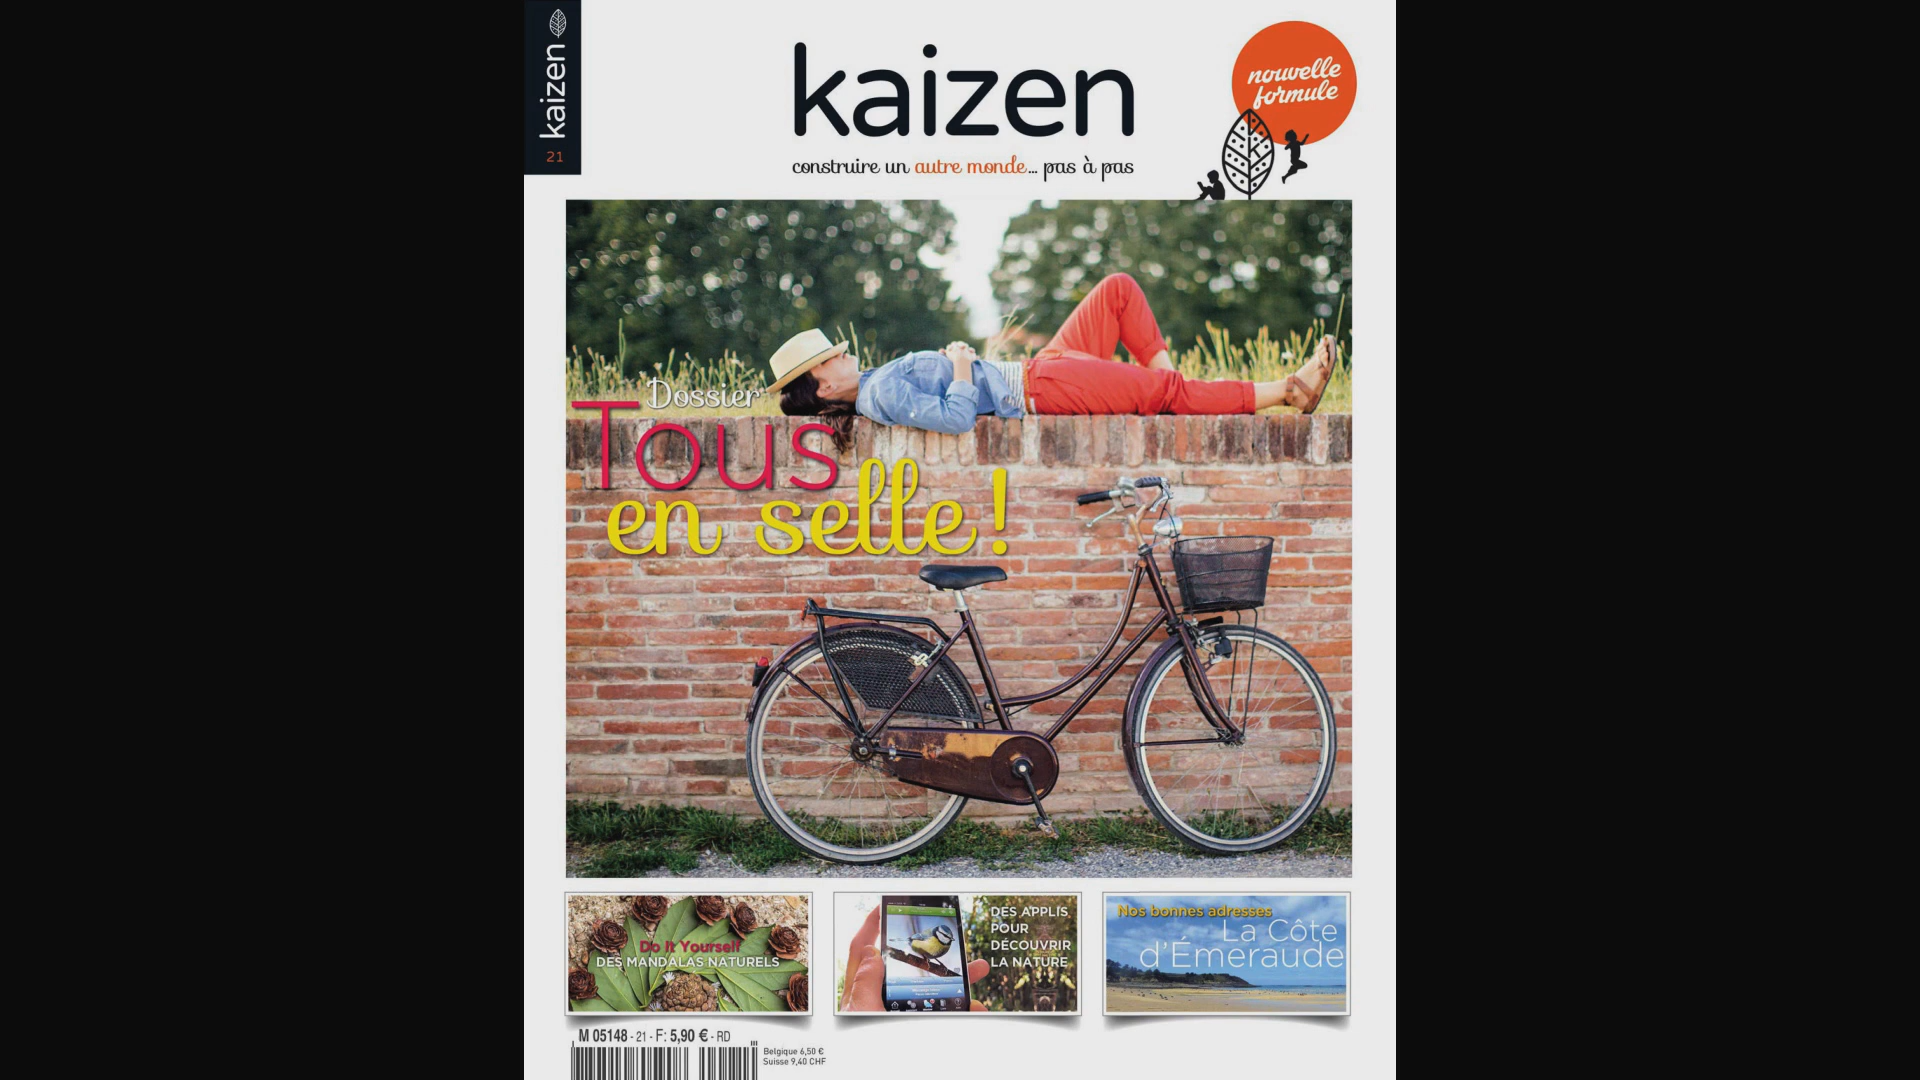 kaizen
21
kaizen
nouvelle
formule
construire un autre monde... pas à pas
Dossier
Tous
en selle !
Do It Yourself
DES MANDALAS NATURELS
DES APPLIS
POUR
DÉCOUVRIR
LA NATURE
Nos bonnes adresses
La Côte
d'Émeraude
M 05148 - 21 - F: 5,90 € - RD
Belgique 6,50 €
Suisse 9,40 CHF